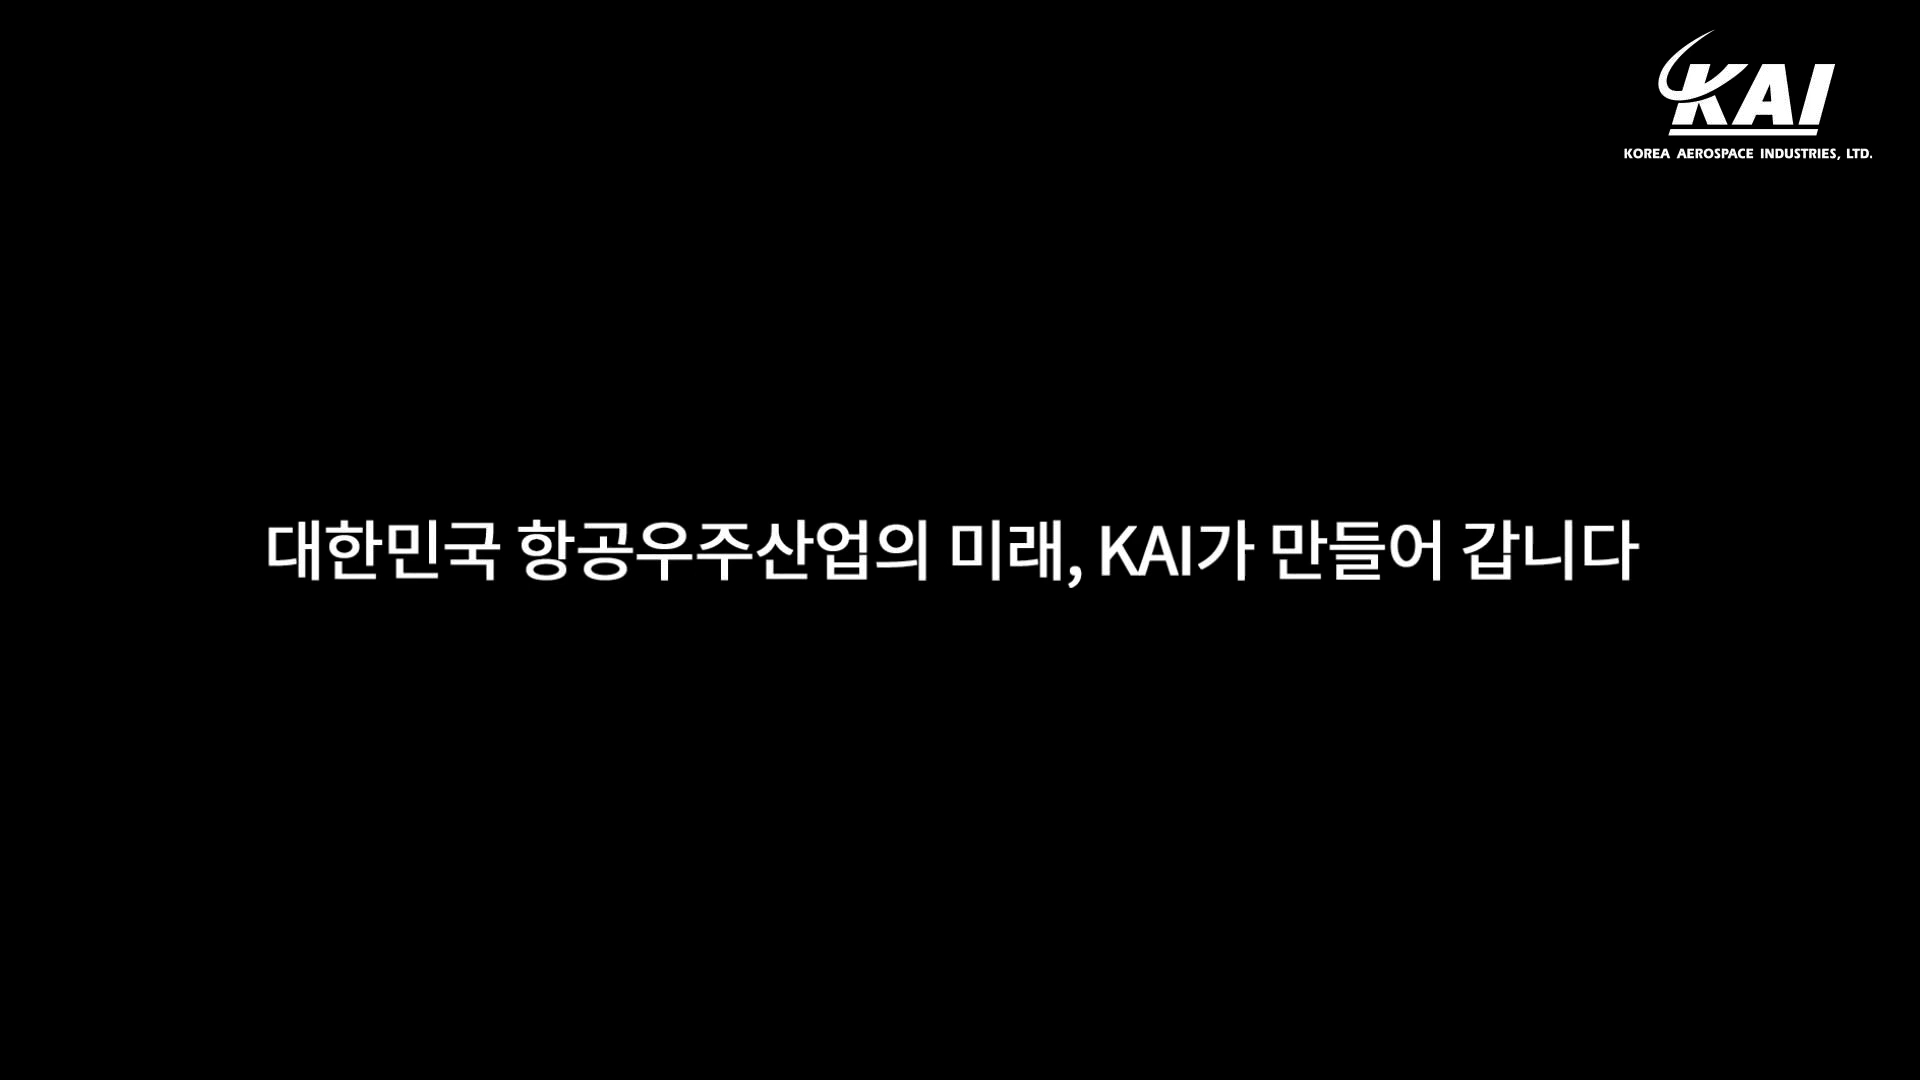 KAI
KOREA AEROSPACE INDUSTRIES, LTD.
대한민국 항공우주산업의 미래, KAI가 만들어 갑니다